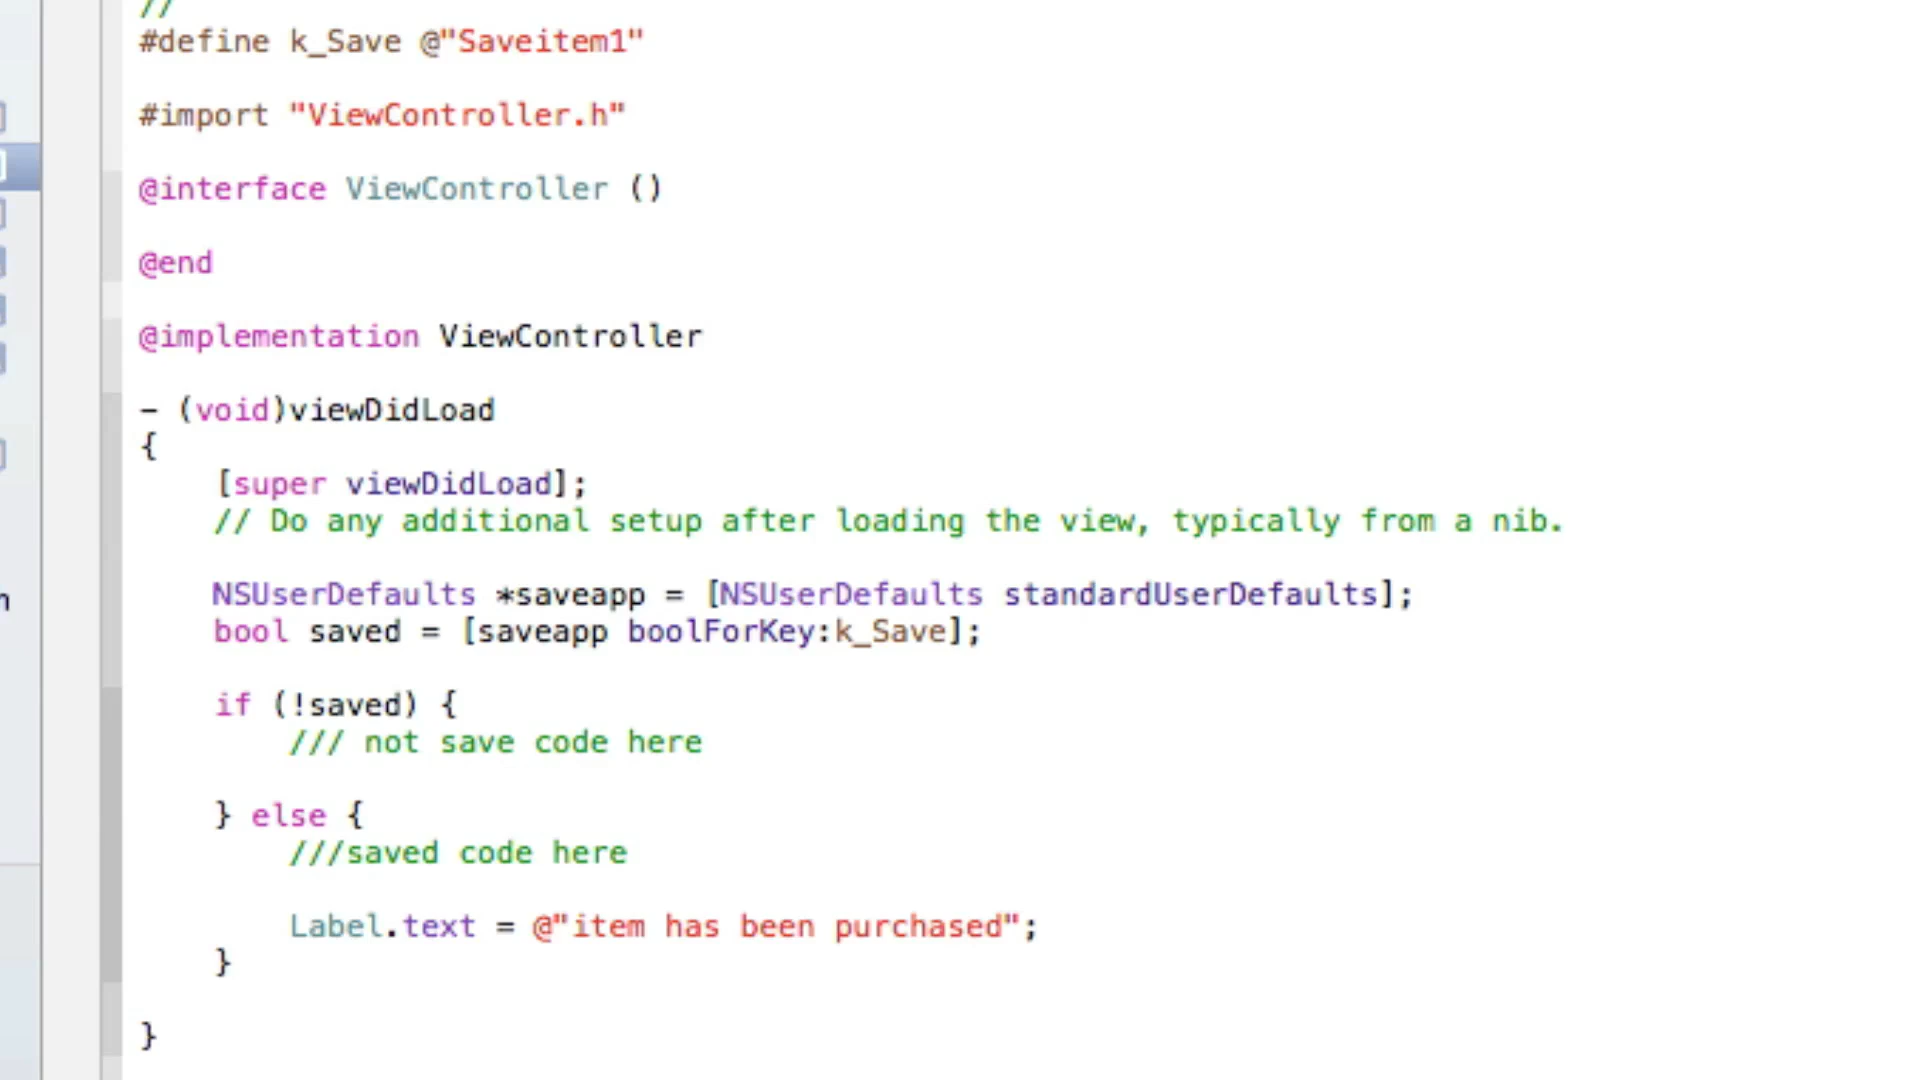 //
#define k_Save @"Saveitem1"
#import "ViewController.h"
@interface ViewController ()
@end
@implementation ViewController
- (void)viewDidLoad
{
[super viewDidLoad];
// Do any additional setup after loading the view, typically from a nib.
NSUserDefaults *saveapp = [NSUserDefaults standardUserDefaults];
bool saved = [saveapp boolForKey:k_Save];
if (!saved) {
/// not save code here
} else {
///saved code here
Label.text = @"item has been purchased";
}
}